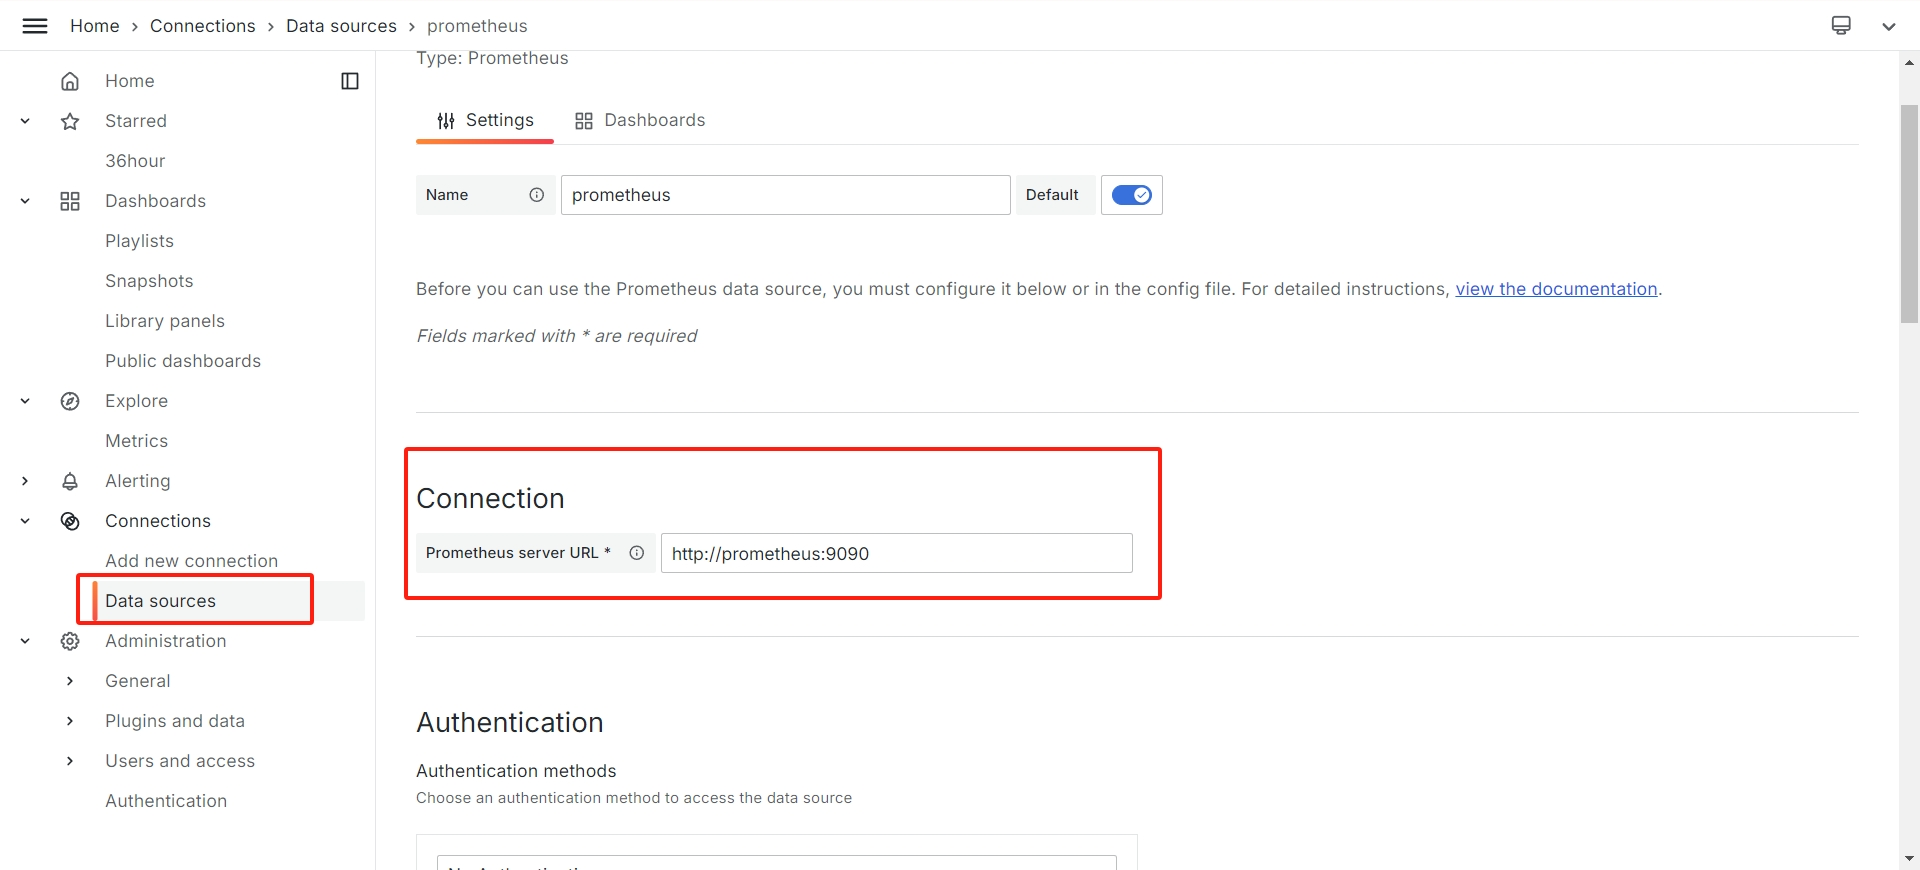 Home › Connections › Data sources › prometheus
Home
Starred
36hour
Dashboards
Playlists
Snapshots
Library panels
Public dashboards
Explore
Metrics
Alerting
Connections
Add new connection
Data sources
Administration
General
Plugins and data
Users and access
Authentication
Type: Prometheus
Settings Dashboards
Name prometheus Default
Before you can use the Prometheus data source, you must configure it below or in the config file. For detailed instructions, view the documentation.
Fields marked with * are required
Connection
Prometheus server URL * http://prometheus:9090
Authentication
Authentication methods
Choose an authentication method to access the data source